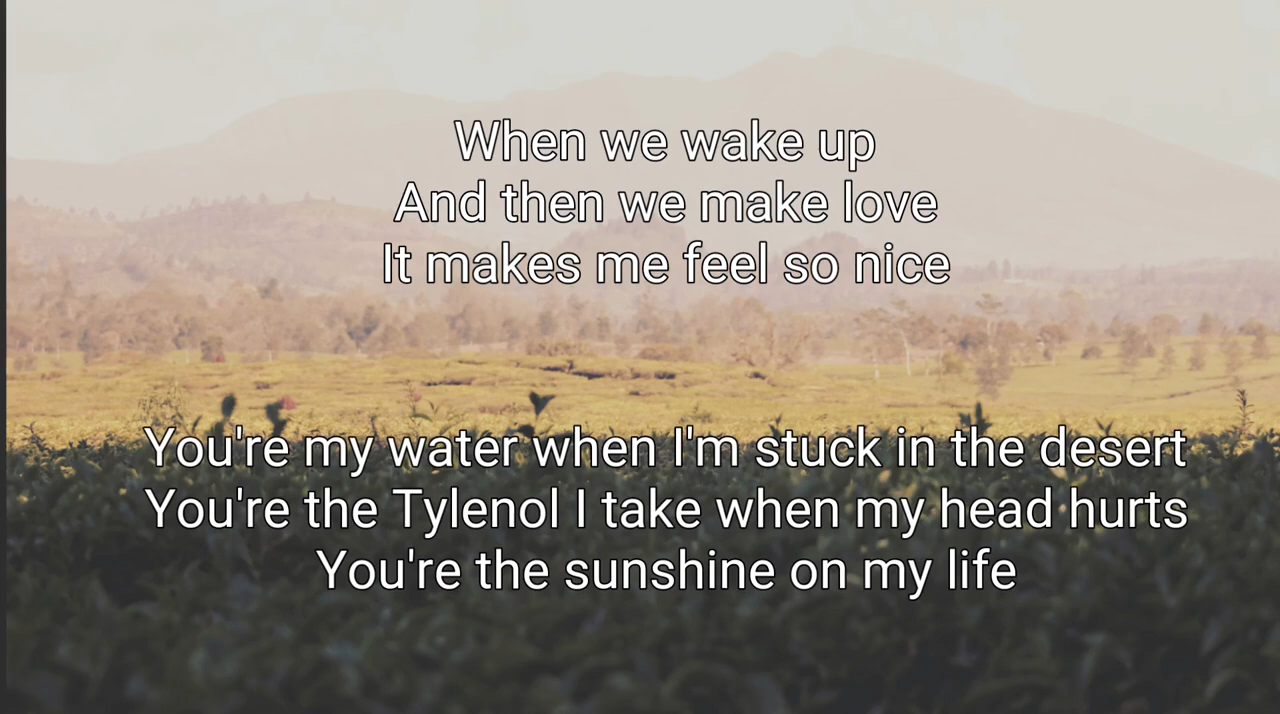 When we wake up
And then we make love
It makes me feel so nice
You're my water when I'm stuck in the desert
You're the Tylenol I take when my head hurts
You're the sunshine on my life